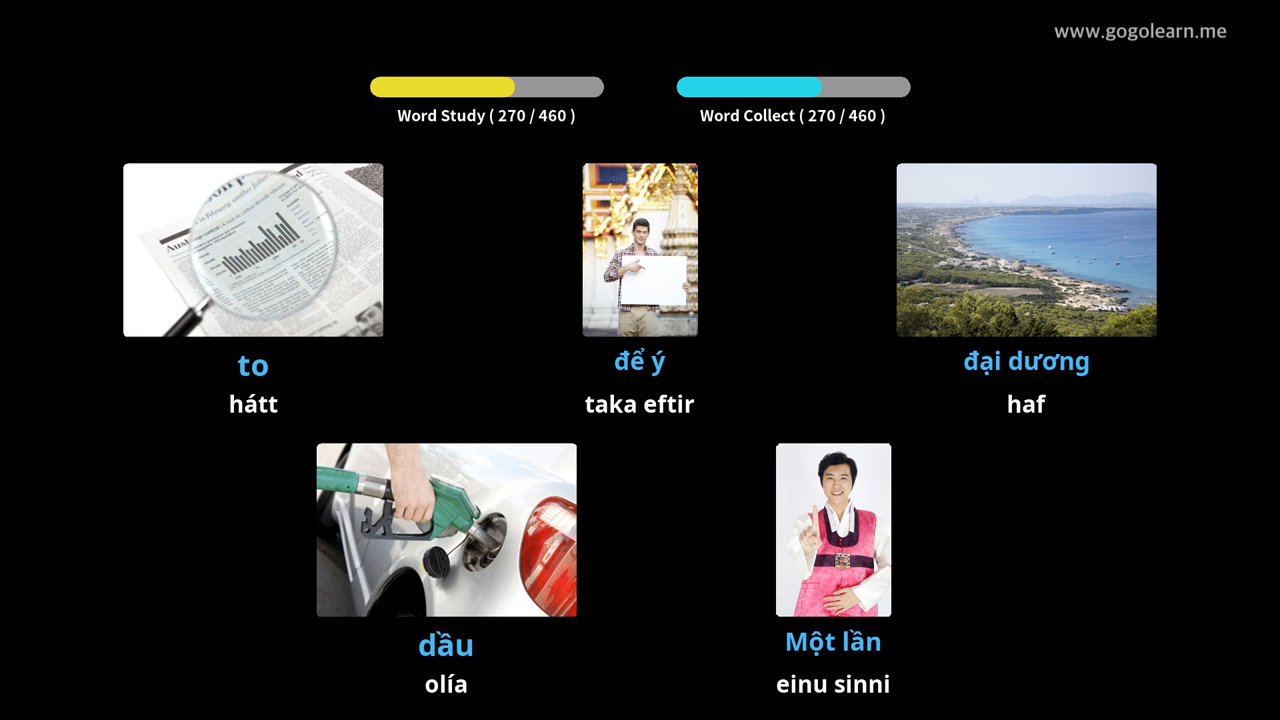 www.gogolearn.me
Word Study ( 270 / 460 )
Word Collect ( 270 / 460 )
to
hátt
để ý
taka eftir
đại dương
haf
dầu
olía
Một lần
einu sinni